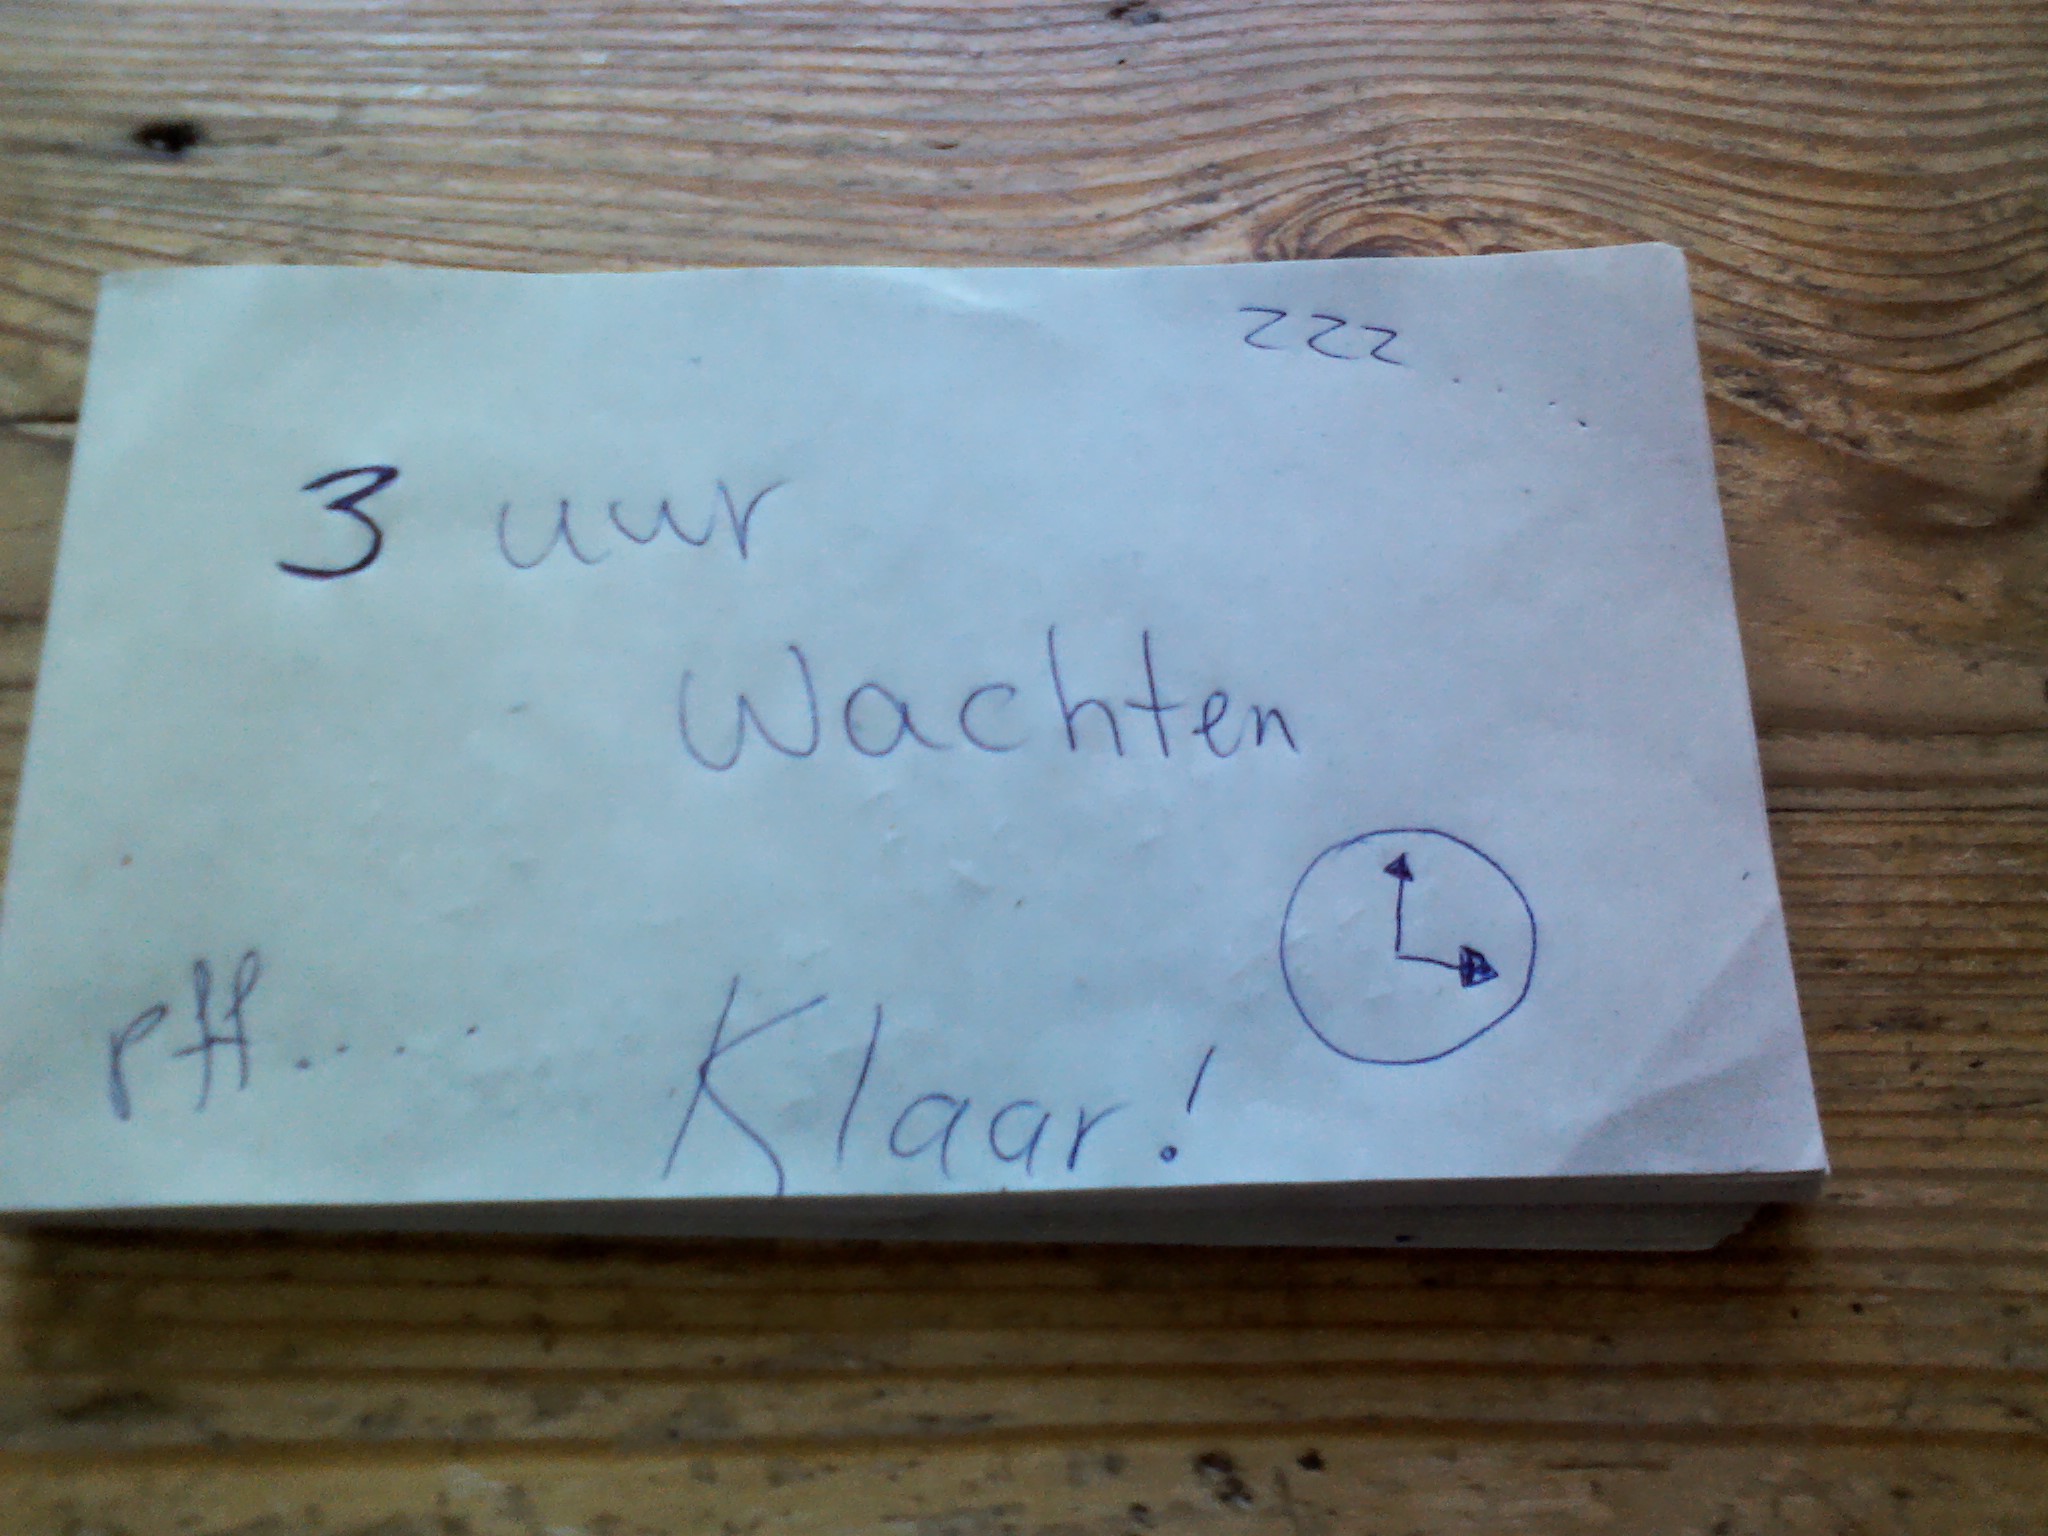 zzz....
3 uur
Wachten
pff....
Klaar!